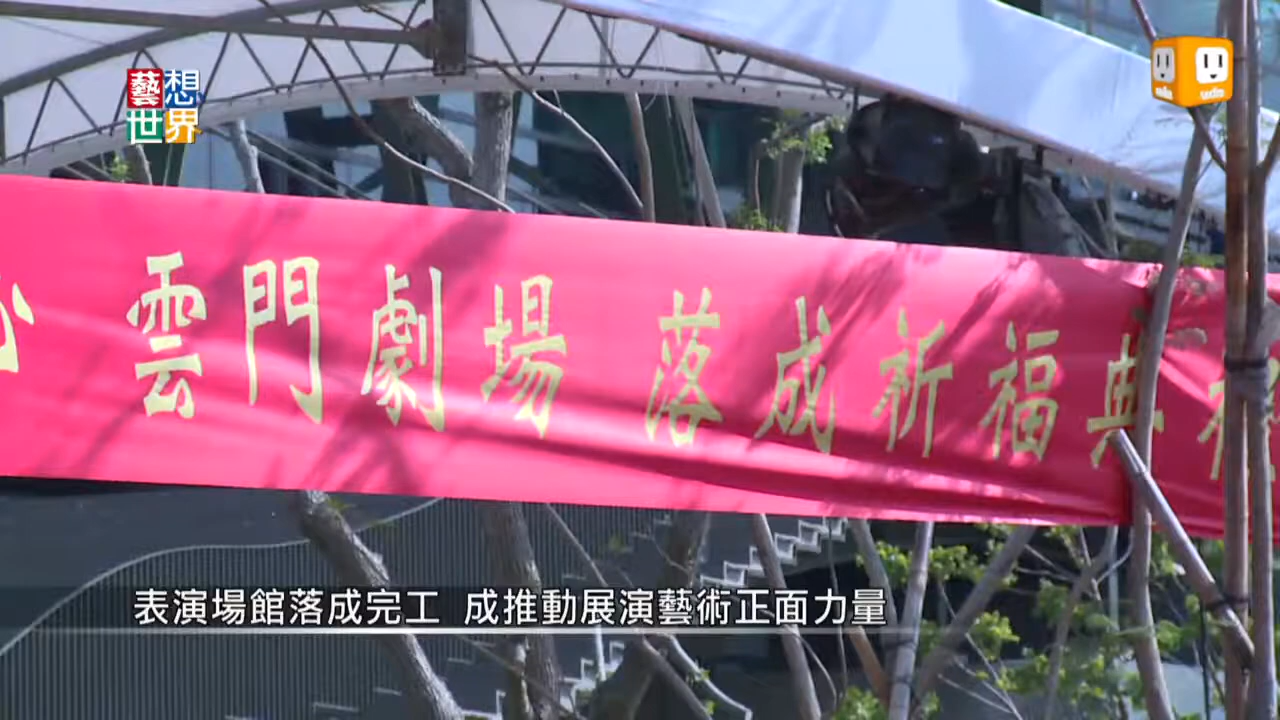 藝想
世界
udn
雲門劇場 落成祈福典
表演場館落成完工 成推動展演藝術正面力量